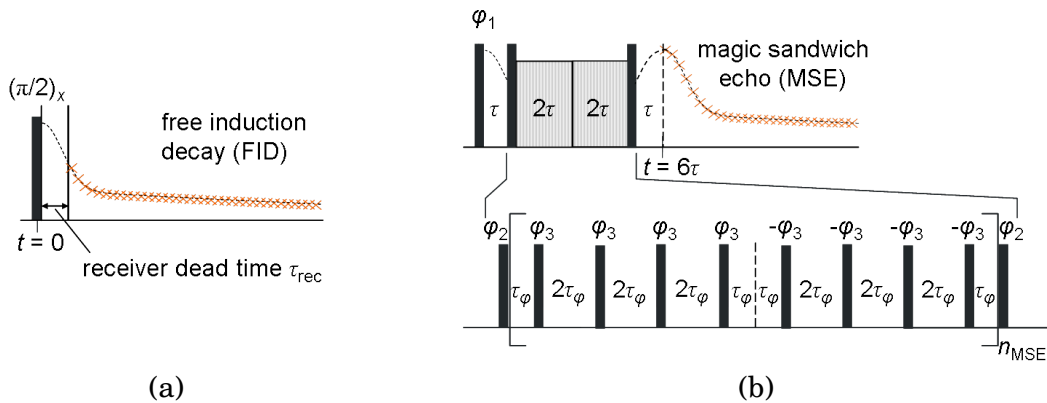 (π/2)x
free induction
decay (FID)
t = 0
receiver dead time τrec
(a)
φ1
magic sandwich
echo (MSE)
τ 2τ 2τ τ
t = 6τ
φ2 φ3 φ3 φ3 φ3 -φ3 -φ3 -φ3 -φ3 φ2
τφ 2τφ 2τφ 2τφ τφ τφ 2τφ 2τφ 2τφ τφ
nMSE
(b)